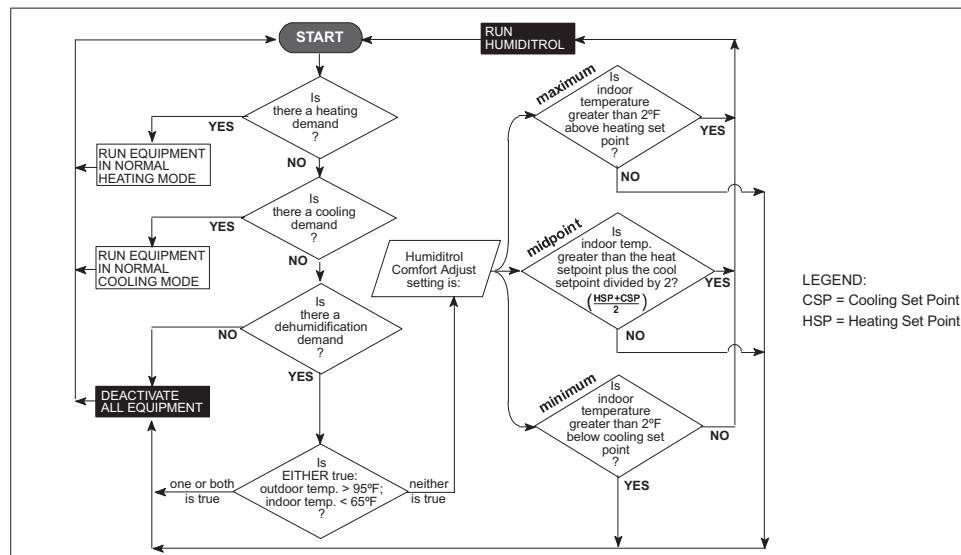 START
RUN
HUMIDITROL
Is
there a heating
demand
?
YES
NO
RUN EQUIPMENT
IN NORMAL
HEATING MODE
Is
there a cooling
demand
?
YES
NO
RUN EQUIPMENT
IN NORMAL
COOLING MODE
Is
there a
dehumidification
demand
?
NO
YES
DEACTIVATE
ALL EQUIPMENT
Is
EITHER true:
outdoor temp. > 95ºF;
indoor temp. < 65ºF
?
one or both
is true
neither
is true
Humiditrol
Comfort Adjust
setting is:
maximum
Is
indoor
temperature
greater than 2ºF
above heating set
point
?
YES
NO
midpoint
Is
indoor temp.
greater than the heat
setpoint plus the cool
setpoint divided by 2?
(HSP+CSP
2)
YES
NO
minimum
Is
indoor
temperature
greater than 2ºF
below cooling set
point
?
NO
YES
LEGEND:
CSP = Cooling Set Point
HSP = Heating Set Point